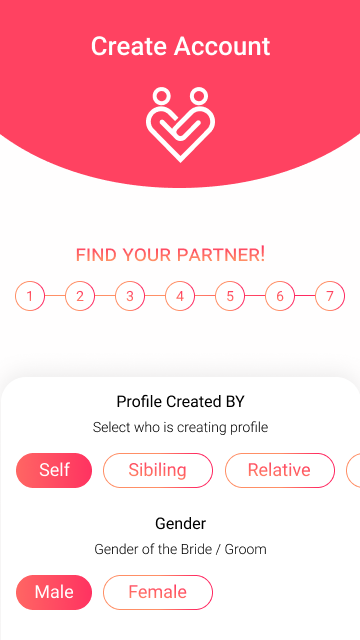 Create Account
FIND YOUR PARTNER!
1 2 3 4 5 6 7
Profile Created BY
Select who is creating profile
Self Sibiling Relative
Gender
Gender of the Bride / Groom
Male Female